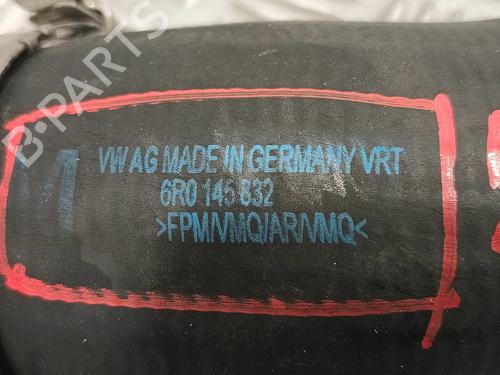 B-PARTS
VW AG MADE IN GERMANY VRT
6R0 145 832
>FPM/VMQ/AR/VMQ<